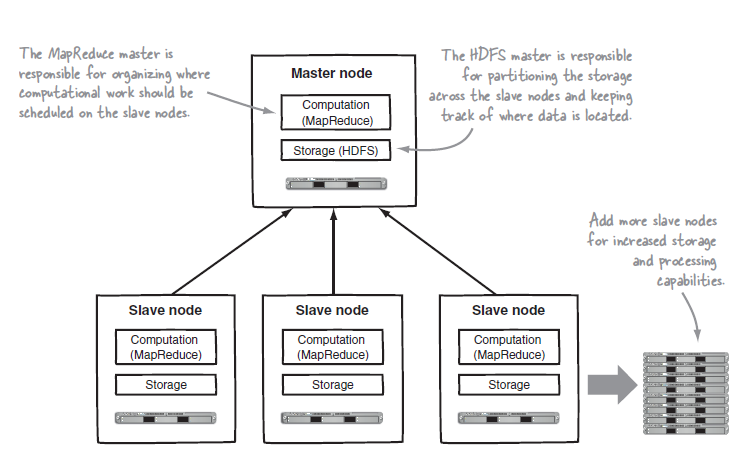 The MapReduce master is
responsible for organizing where
computational work should be
scheduled on the slave nodes.
Master node
Computation
(MapReduce)
Storage (HDFS)
The HDFS master is responsible
for partitioning the storage
across the slave nodes and keeping
track of where data is located.
Add more slave nodes
for increased storage
and processing
capabilities.
Slave node
Computation
(MapReduce)
Storage
Slave node
Computation
(MapReduce)
Storage
Slave node
Computation
(MapReduce)
Storage